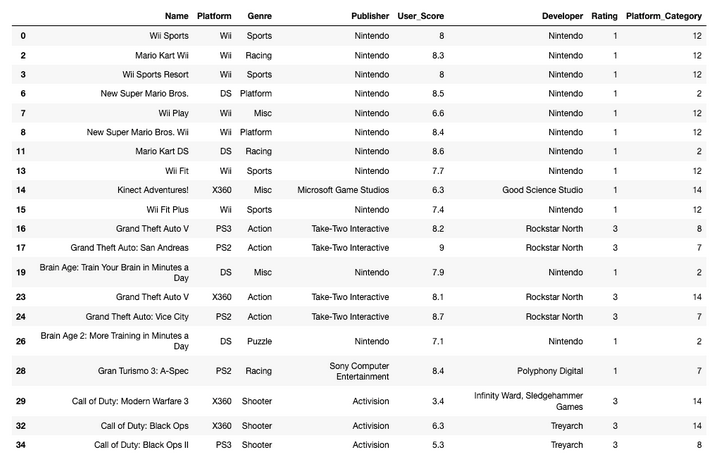 Name Platform Genre Publisher User_Score Developer Rating Platform_Category
0 Wii Sports Wii Sports Nintendo 8 Nintendo 1 12
2 Mario Kart Wii Wii Racing Nintendo 8.3 Nintendo 1 12
3 Wii Sports Resort Wii Sports Nintendo 8 Nintendo 1 12
6 New Super Mario Bros. DS Platform Nintendo 8.5 Nintendo 1 2
7 Wii Play Wii Misc Nintendo 6.6 Nintendo 1 12
8 New Super Mario Bros. Wii Wii Platform Nintendo 8.4 Nintendo 1 12
11 Mario Kart DS DS Racing Nintendo 8.6 Nintendo 1 2
13 Wii Fit Wii Sports Nintendo 7.7 Nintendo 1 12
14 Kinect Adventures! X360 Misc Microsoft Game Studios 6.3 Good Science Studio 1 14
15 Wii Fit Plus Wii Sports Nintendo 7.4 Nintendo 1 12
16 Grand Theft Auto V PS3 Action Take-Two Interactive 8.2 Rockstar North 3 8
17 Grand Theft Auto: San Andreas PS2 Action Take-Two Interactive 9 Rockstar North 3 7
19 Brain Age: Train Your Brain in Minutes a
Day DS Misc Nintendo 7.9 Nintendo 1 2
23 Grand Theft Auto V X360 Action Take-Two Interactive 8.1 Rockstar North 3 14
24 Grand Theft Auto: Vice City PS2 Action Take-Two Interactive 8.7 Rockstar North 3 7
26 Brain Age 2: More Training in Minutes a
Day DS Puzzle Nintendo 7.1 Nintendo 1 2
28 Gran Turismo 3: A-Spec PS2 Racing Sony Computer
Entertainment 8.4 Polyphony Digital 1 7
29 Call of Duty: Modern Warfare 3 X360 Shooter Activision 3.4 Infinity Ward, Sledgehammer
Games 3 14
32 Call of Duty: Black Ops X360 Shooter Activision 6.3 Treyarch 3 14
34 Call of Duty: Black Ops II PS3 Shooter Activision 5.3 Treyarch 3 8